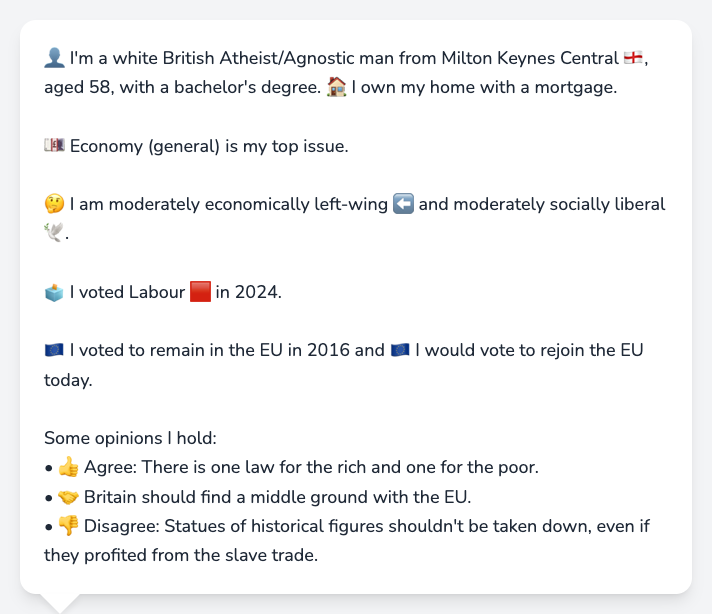 👤 I'm a white British Atheist/Agnostic man from Milton Keynes Central 🏴󠁧󠁢󠁥󠁮󠁧󠁿,
aged 58, with a bachelor's degree. 🏠 I own my home with a mortgage.
💷 Economy (general) is my top issue.
🤔 I am moderately economically left-wing ⬅️ and moderately socially liberal
🕊️.
🗳️ I voted Labour 🟥 in 2024.
🇪🇺 I voted to remain in the EU in 2016 and 🇪🇺 I would vote to rejoin the EU
today.
Some opinions I hold:
• 👍 Agree: There is one law for the rich and one for the poor.
• 🤝 Britain should find a middle ground with the EU.
• 👎 Disagree: Statues of historical figures shouldn't be taken down, even if
they profited from the slave trade.